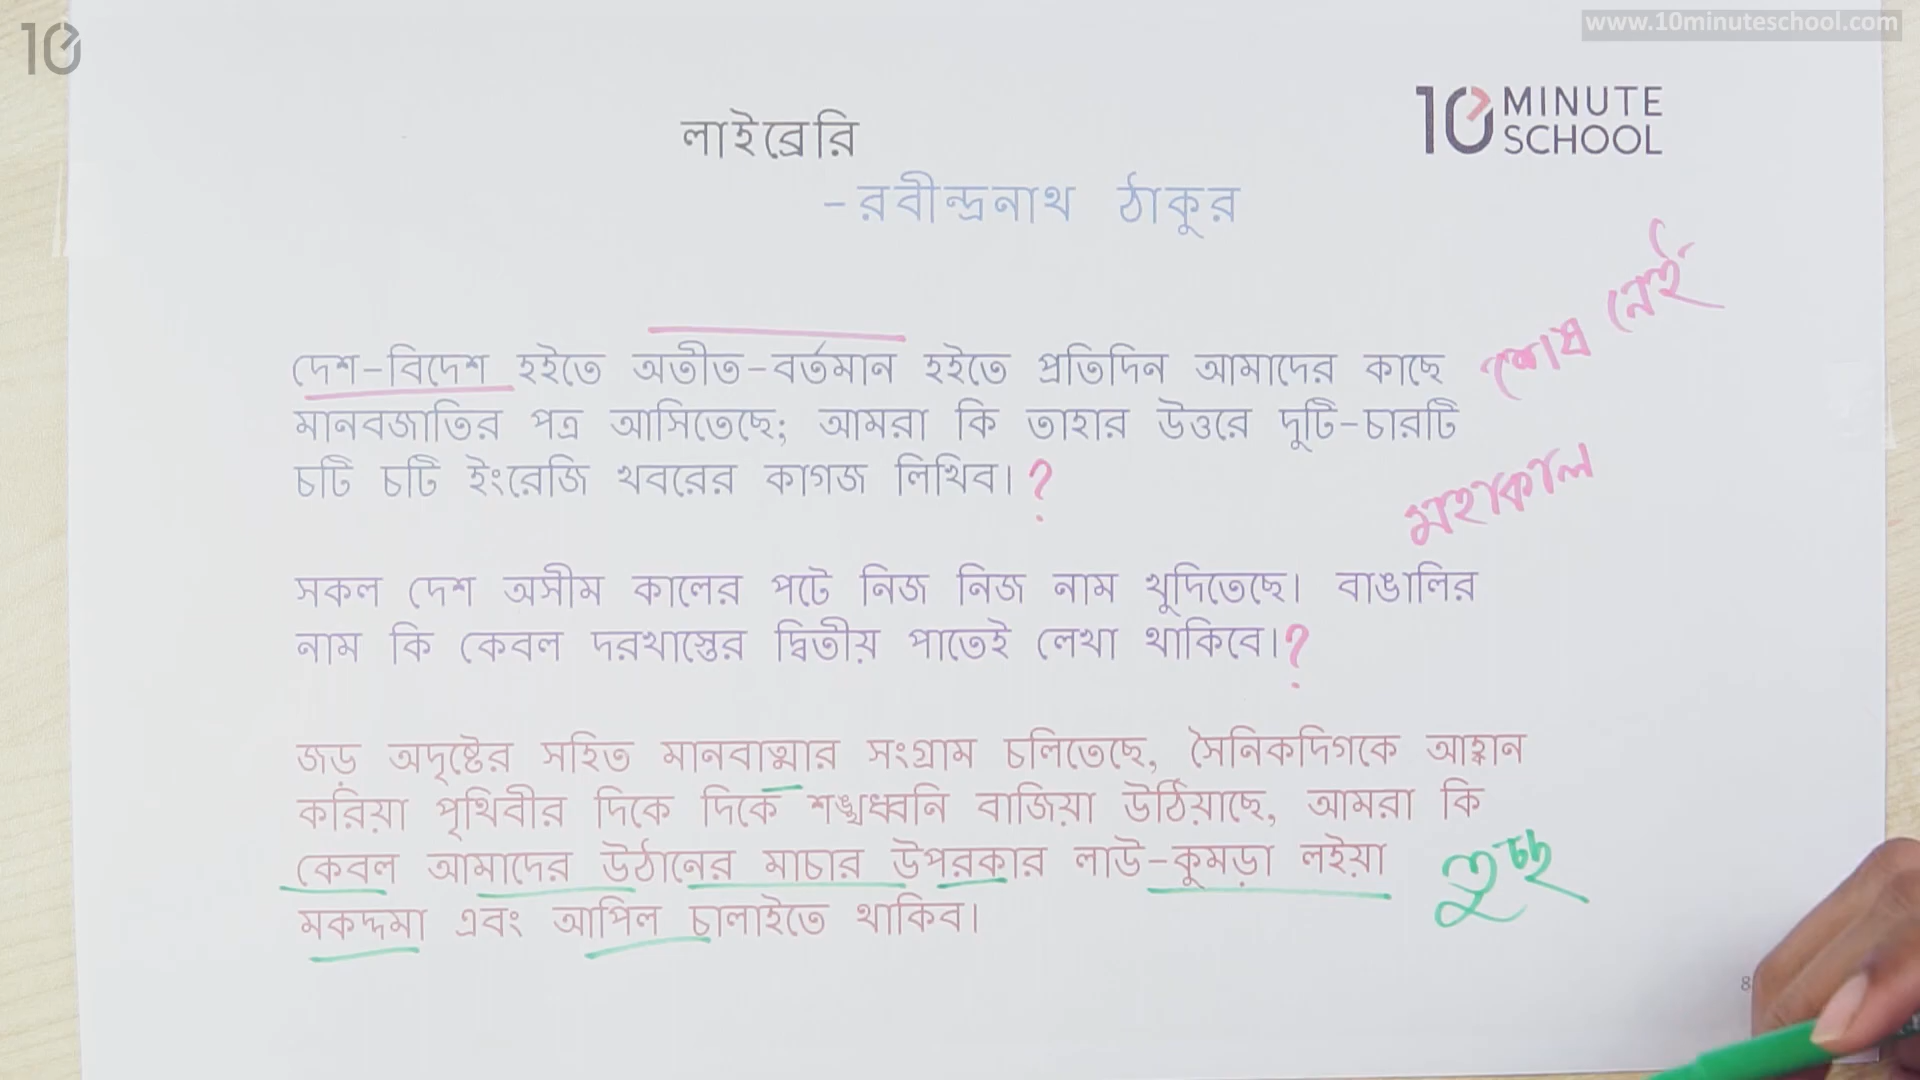 10
www.10minuteschool.com
10 MINUTE SCHOOL
লাইব্রেরি
-রবীন্দ্রনাথ ঠাকুর
শেষ নেই
দেশ-বিদেশ হইতে অতীত-বর্তমান হইতে প্রতিদিন আমাদের কাছে
মানবজাতির পত্র আসিতেছে; আমরা কি তাহার উত্তরে দুটি-চারটি
চটি চটি ইংরেজি খবরের কাগজ লিখিব। ?
মহাকাল
সকল দেশ অসীম কালের পটে নিজ নিজ নাম খুদিতেছে। বাঙালির
নাম কি কেবল দরখাস্তের দ্বিতীয় পাতেই লেখা থাকিবে। ?
জড় অদৃষ্টের সহিত মানবাত্মার সংগ্রাম চলিতেছে, সৈনিকদিগকে আহ্বান
করিয়া পৃথিবীর দিকে দিকে শঙ্খধ্বনি বাজিয়া উঠিয়াছে, আমরা কি
কেবল আমাদের উঠানের মাচার উপরকার লাউ-কুমড়া লইয়া
তুচ্ছ
মকদ্দমা এবং আপিল চালাইতে থাকিব।
8